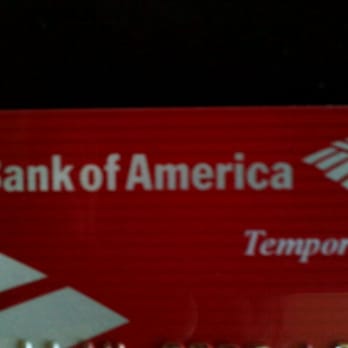 Bank of America
Tempor